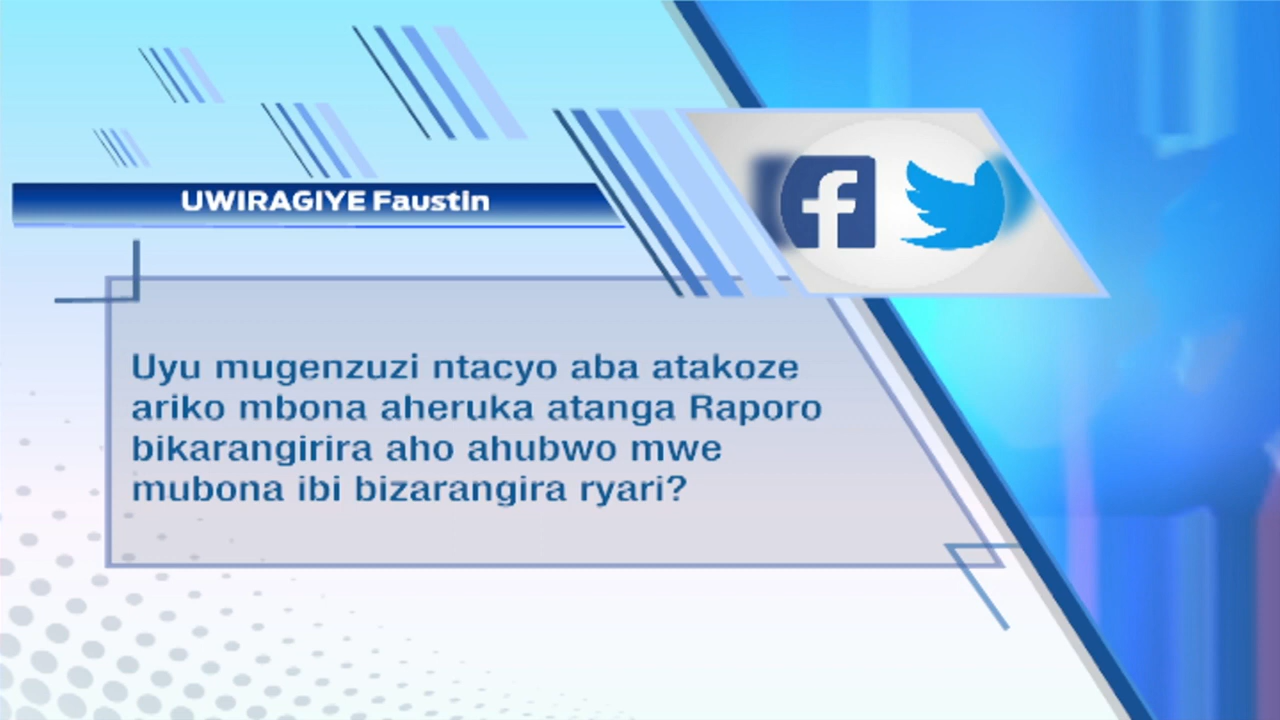 UWIRAGIYE Faustin
Uyu mugenzuzi ntacyo aba atakoze
ariko mbona aheruka atanga Raporo
bikarangirira aho ahubwo mwe
mubona ibi bizarangira ryari?